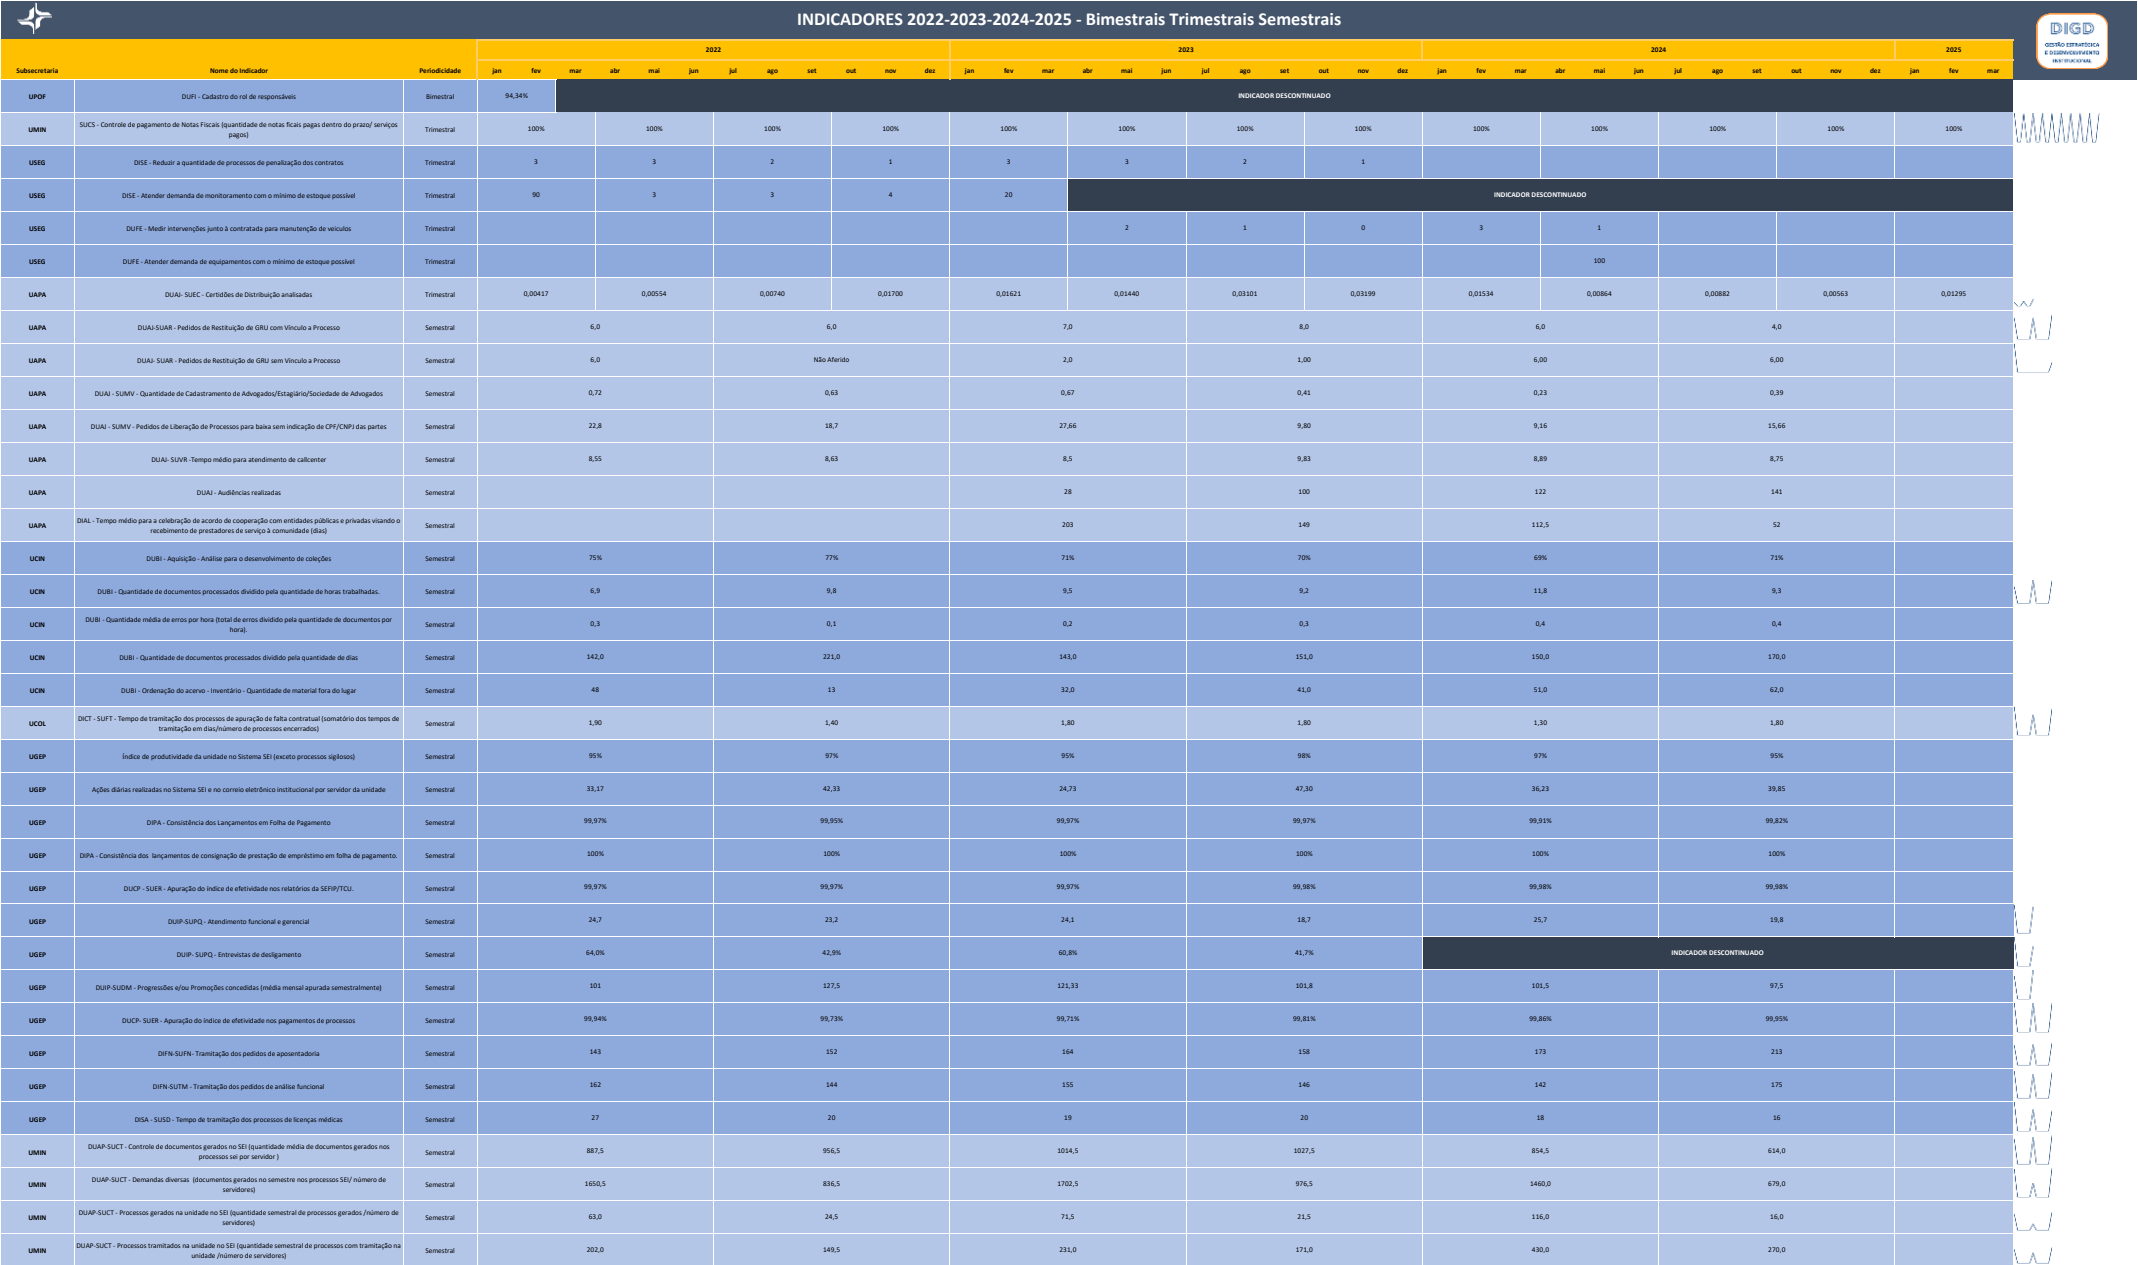 INDICADORES 2022-2023-2024-2025 - Bimestrais Trimestrais Semestrais
DIGD
GESTÃO ESTRATÉGICA
E DESENVOLVIMENTO
INSTITUCIONAL
2022 2023 2024 2025
Subsecretaria Nome do Indicador Periodicidade jan fev mar abr mai jun jul ago set out nov dez jan fev mar abr mai jun jul ago set out nov dez jan fev mar abr mai jun jul ago set out nov dez jan fev mar
UPOF DUFI - Cadastro do rol de responsáveis Bimestral 94,34% INDICADOR DESCONTINUADO
SUCS - Controle de pagamento de Notas Fiscais (quantidade de notas ficais pagas dentro do prazo/ serviços
UMIN Trimestral 100% 100% 100% 100% 100% 100% 100% 100% 100% 100% 100% 100% 100%
pagos)
USEG DISE - Reduzir a quantidade de processos de penalização dos contratos Trimestral 3 3 2 1 3 3 2 1
USEG DISE - Atender demanda de monitoramento com o mínimo de estoque possível Trimestral 90 3 3 4 20 INDICADOR DESCONTINUADO
USEG DUFE - Medir intervenções junto à contratada para manutenção de veículos Trimestral 2 1 0 3 1
USEG DUFE - Atender demanda de equipamentos com o mínimo de estoque possível Trimestral 100
UAPA DUAJ- SUEC - Certidões de Distribuição analisadas Trimestral 0,00417 0,00554 0,00740 0,01700 0,01621 0,01440 0,03101 0,03199 0,01534 0,00864 0,00882 0,00563 0,01295
UAPA DUAJ-SUAR - Pedidos de Restituição de GRU com Vínculo a Processo Semestral 6,0 6,0 7,0 8,0 6,0 4,0
UAPA DUAJ- SUAR - Pedidos de Restituição de GRU sem Vínculo a Processo Semestral 6,0 Não Aferido 2,0 1,00 6,00 6,00
UAPA DUAJ - SUMV - Quantidade de Cadastramento de Advogados/Estagiário/Sociedade de Advogados Semestral 0,72 0,63 0,67 0,41 0,23 0,39
UAPA DUAJ - SUMV - Pedidos de Liberação de Processos para baixa sem indicação de CPF/CNPJ das partes Semestral 22,8 18,7 27,66 9,80 9,16 15,66
UAPA DUAJ- SUVR -Tempo médio para atendimento de callcenter Semestral 8,55 8,63 8,5 9,83 8,89 8,75
UAPA DUAJ - Audiências realizadas Semestral 28 100 122 141
DIAL - Tempo médio para a celebração de acordo de cooperação com entidades públicas e privadas visando o
UAPA Semestral 203 149 112,5 52
recebimento de prestadores de serviço à comunidade (dias)
UCIN DUBI - Aquisição - Análise para o desenvolvimento de coleções Semestral 75% 77% 71% 70% 69% 71%
UCIN DUBI - Quantidade de documentos processados dividido pela quantidade de horas trabalhadas. Semestral 6,9 9,8 9,5 9,2 11,8 9,3
DUBI - Quantidade média de erros por hora (total de erros dividido pela quantidade de documentos por
UCIN Semestral 0,3 0,1 0,2 0,3 0,4 0,4
hora).
UCIN DUBI - Quantidade de documentos processados dividido pela quantidade de dias Semestral 142,0 221,0 143,0 151,0 150,0 170,0
UCIN DUBI - Ordenação do acervo - Inventário - Quantidade de material fora do lugar Semestral 48 13 32,0 41,0 51,0 62,0
DICT - SUFT - Tempo de tramitação dos processos de apuração de falta contratual (somatório dos tempos de
UCOL Semestral 1,90 1,40 1,80 1,80 1,30 1,80
tramitação em dias/número de processos encerrados)
UGEP Índice de produtividade da unidade no Sistema SEI (exceto processos sigilosos) Semestral 95% 97% 95% 98% 97% 95%
UGEP Ações diárias realizadas no Sistema SEI e no correio eletrônico institucional por servidor da unidade Semestral 33,17 42,33 24,73 47,30 36,23 39,85
UGEP DIPA - Consistência dos Lançamentos em Folha de Pagamento Semestral 99,97% 99,95% 99,97% 99,97% 99,91% 99,82%
UGEP DIPA - Consistência dos lançamentos de consignação de prestação de empréstimo em folha de pagamento. Semestral 100% 100% 100% 100% 100% 100%
UGEP DUCP - SUER - Apuração do índice de efetividade nos relatórios da SEFIP/TCU. Semestral 99,97% 99,97% 99,97% 99,98% 99,98% 99,98%
UGEP DUIP-SUPQ - Atendimento funcional e gerencial Semestral 24,7 23,2 24,1 18,7 25,7 19,8
UGEP DUIP- SUPQ - Entrevistas de desligamento Semestral 64,0% 42,9% 60,8% 41,7% INDICADOR DESCONTINUADO
UGEP DUIP-SUDM - Progressões e/ou Promoções concedidas (média mensal apurada semestralmente) Semestral 101 127,5 121,33 101,8 101,5 97,5
UGEP DUCP- SUER - Apuração do índice de efetividade nos pagamentos de processos Semestral 99,94% 99,73% 99,71% 99,81% 99,86% 99,95%
UGEP DIFN-SUFN- Tramitação dos pedidos de aposentadoria Semestral 143 152 164 158 173 213
UGEP DIFN-SUTM - Tramitação dos pedidos de análise funcional Semestral 162 144 155 146 142 175
UGEP DISA - SUSD - Tempo de tramitação dos processos de licenças médicas Semestral 27 20 19 20 18 16
DUAP-SUCT - Controle de documentos gerados no SEI (quantidade média de documentos gerados nos
UMIN Semestral 887,5 956,5 1014,5 1027,5 854,5 614,0
processos sei por servidor )
DUAP-SUCT - Demandas diversas (documentos gerados no semestre nos processos SEI/ número de
UMIN Semestral 1650,5 836,5 1702,5 976,5 1460,0 679,0
servidores)
DUAP-SUCT - Processos gerados na unidade no SEI (quantidade semestral de processos gerados /número de
UMIN Semestral 63,0 24,5 71,5 21,5 116,0 16,0
servidores)
DUAP-SUCT - Processos tramitados na unidade no SEI (quantidade semestral de processos com tramitação na
UMIN Semestral 202,0 149,5 231,0 171,0 430,0 270,0
unidade /número de servidores)